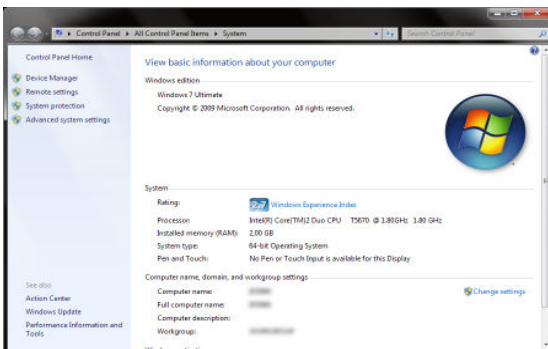 Control Panel ▸ All Control Panel Items ▸ System
Search Control Panel
Control Panel Home
Device Manager
Remote settings
System protection
Advanced system settings
See also
Action Center
Windows Update
Performance Information and
Tools
View basic information about your computer
Windows edition
Windows 7 Ultimate
Copyright © 2009 Microsoft Corporation. All rights reserved.
System
Rating: 2,7 Windows Experience Index
Processor: Intel(R) Core(TM)2 Duo CPU T5670 @ 1.80GHz 1.80 GHz
Installed memory (RAM): 2,00 GB
System type: 64-bit Operating System
Pen and Touch: No Pen or Touch Input is available for this Display
Computer name, domain, and workgroup settings
Computer name: Change settings
Full computer name:
Computer description:
Workgroup: